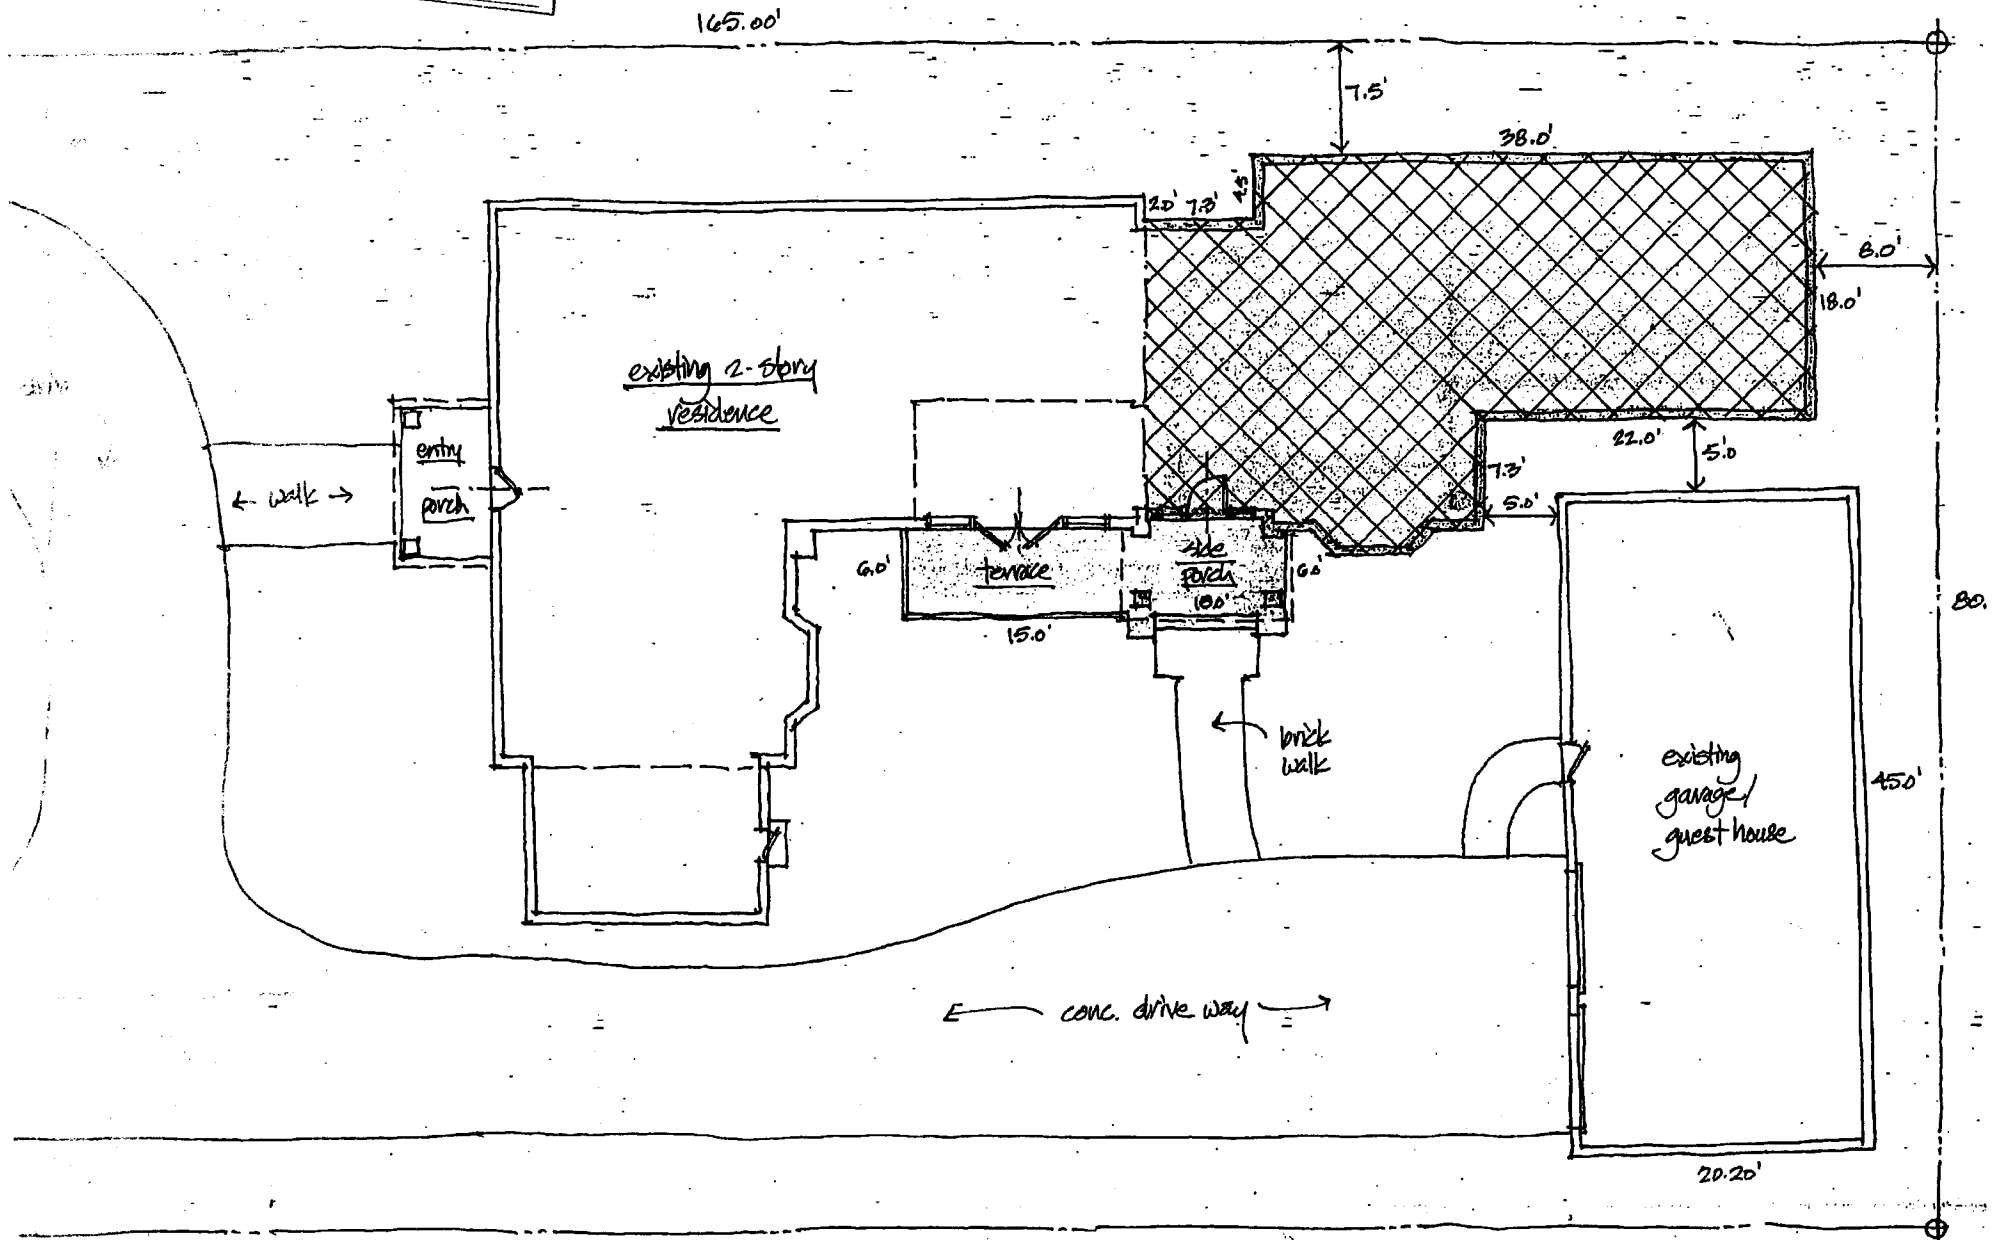 165.00'
7.5'
38.0'
4.5'
2.0' 7.3'
8.0'
18.0'
existing 2-story
residence
22.0'
5.0
entry
porch
← walk →
7.3'
5.0'
6.0'
terrace
side
porch
10.0'
6.0'
15.0'
80.
brick
walk
existing
garage/
guest house
45.0'
conc. drive way
20.20'